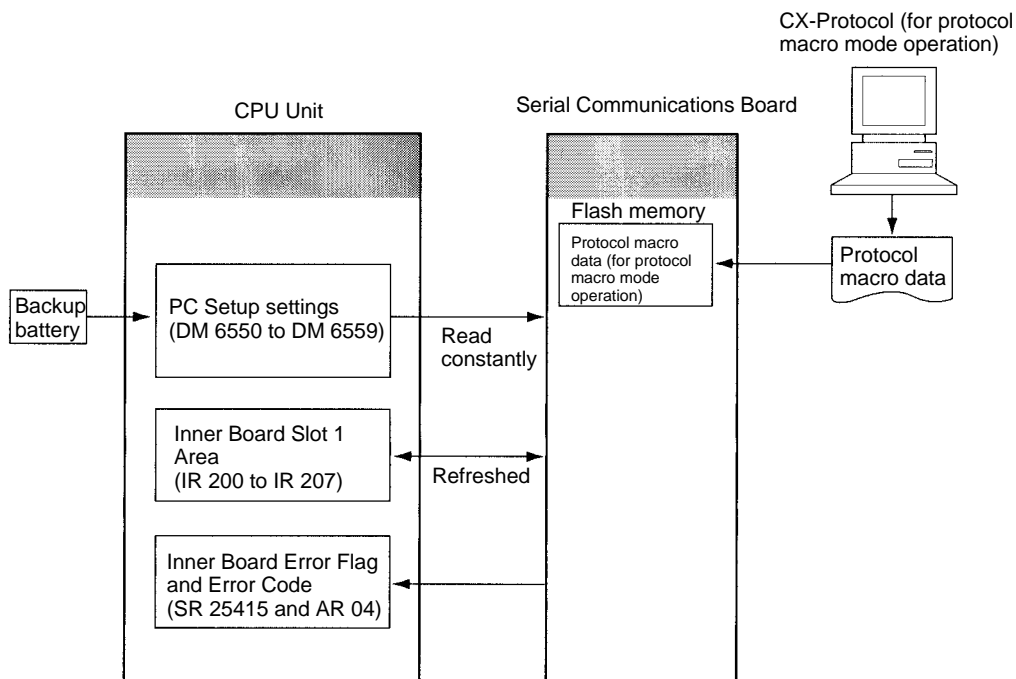 CX-Protocol (for protocol
macro mode operation)
CPU Unit
Serial Communications Board
Flash memory
Protocol macro
data (for protocol
macro mode
operation)
Protocol
macro data
Backup
battery
PC Setup settings
(DM 6550 to DM 6559)
Read
constantly
Inner Board Slot 1
Area
(IR 200 to IR 207)
Refreshed
Inner Board Error Flag
and Error Code
(SR 25415 and AR 04)